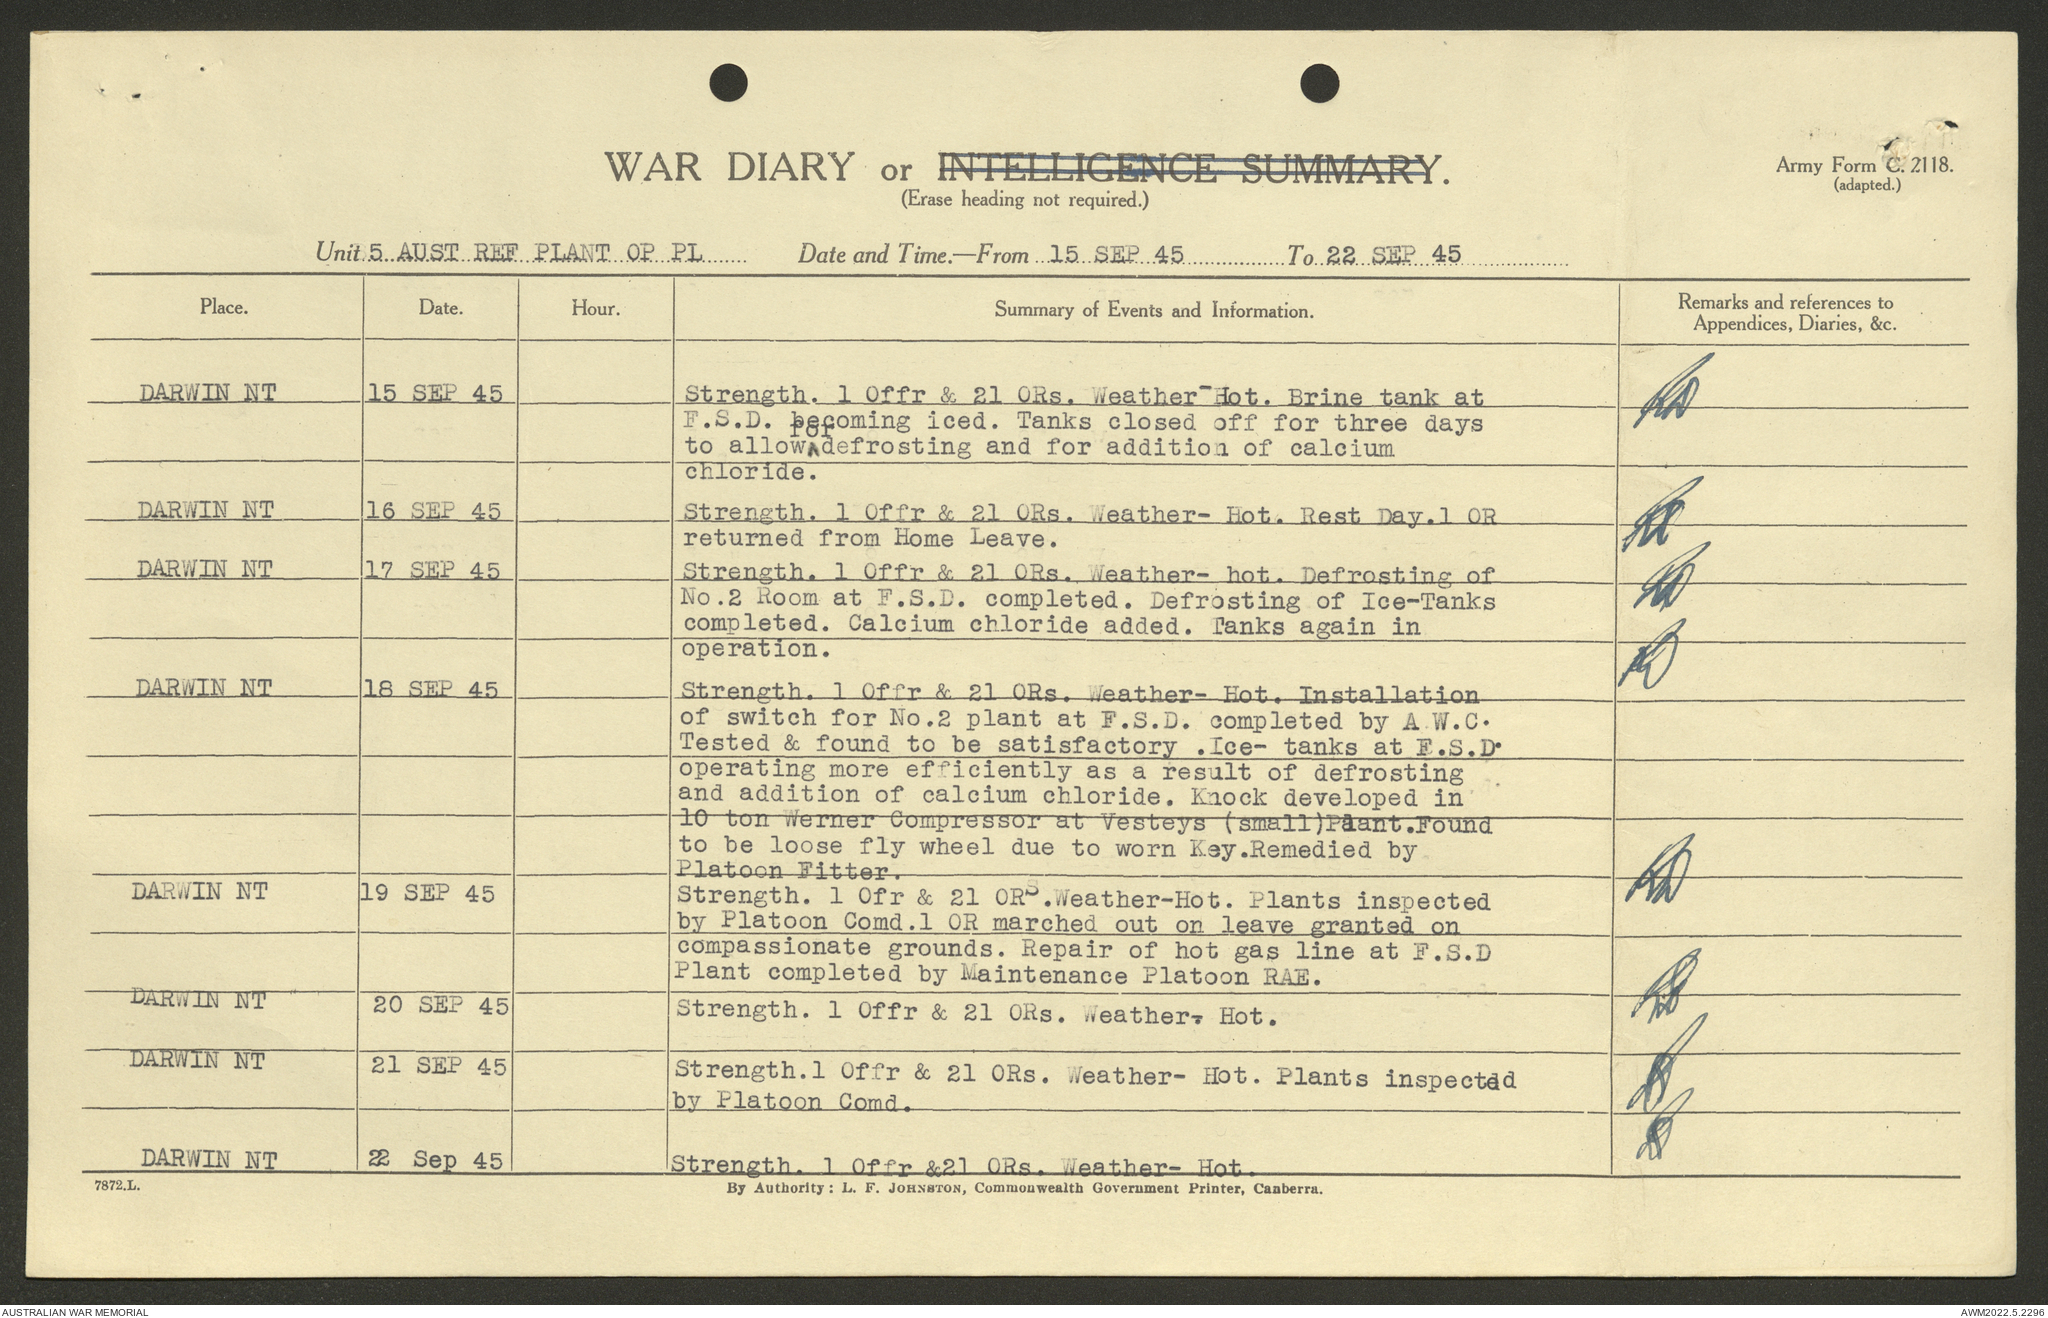 WAR DIARY or INTELLIGENCE SUMMARY.
(Erase heading not required.)
Army Form C. 2118.
(adapted.)
Unit 5 AUST REF PLANT OP PL Date and Time.—From 15 SEP 45 To 22 SEP 45
Place. Date. Hour. Summary of Events and Information. Remarks and references to
Appendices, Diaries, &c.
DARWIN NT 15 SEP 45 Strength. 1 Offr & 21 ORs. Weather-Hot. Brine tank at
F.S.D. becoming iced. Tanks closed off for three days
for
to allow^defrosting and for addition of calcium
chloride.
DARWIN NT 16 SEP 45 Strength. 1 Offr & 21 ORs. Weather- Hot. Rest Day.1 OR
returned from Home Leave.
DARWIN NT 17 SEP 45 Strength. 1 Offr & 21 ORs. Weather- hot. Defrosting of
No.2 Room at F.S.D. completed. Defrosting of Ice-Tanks
completed. Calcium chloride added. Tanks again in
operation.
DARWIN NT 18 SEP 45 Strength. 1 Offr & 21 ORs. Weather- Hot. Installation
of switch for No.2 plant at F.S.D. completed by A.W.C.
Tested & found to be satisfactory .Ice- tanks at F.S.D.
operating more efficiently as a result of defrosting
and addition of calcium chloride. Knock developed in
10 ton Werner Compressor at Vesteys (small)Plant.Found
to be loose fly wheel due to worn Key.Remedied by
Platoon Fitter.
DARWIN NT 19 SEP 45 Strength. 1 Ofr & 21 ORS.Weather-Hot. Plants inspected
by Platoon Comd.1 OR marched out on leave granted on
compassionate grounds. Repair of hot gas line at F.S.D
Plant completed by Maintenance Platoon RAE.
DARWIN NT 20 SEP 45 Strength. 1 Offr & 21 ORs. Weather- Hot.
DARWIN NT 21 SEP 45 Strength.1 Offr & 21 ORs. Weather- Hot. Plants inspected
by Platoon Comd.
DARWIN NT 22 Sep 45 Strength. 1 Offr &21 ORs. Weather- Hot.
7872.L. By Authority: L. F. JOHNSTON, Commonwealth Government Printer, Canberra.
AUSTRALIAN WAR MEMORIAL AWM2022.5.2296